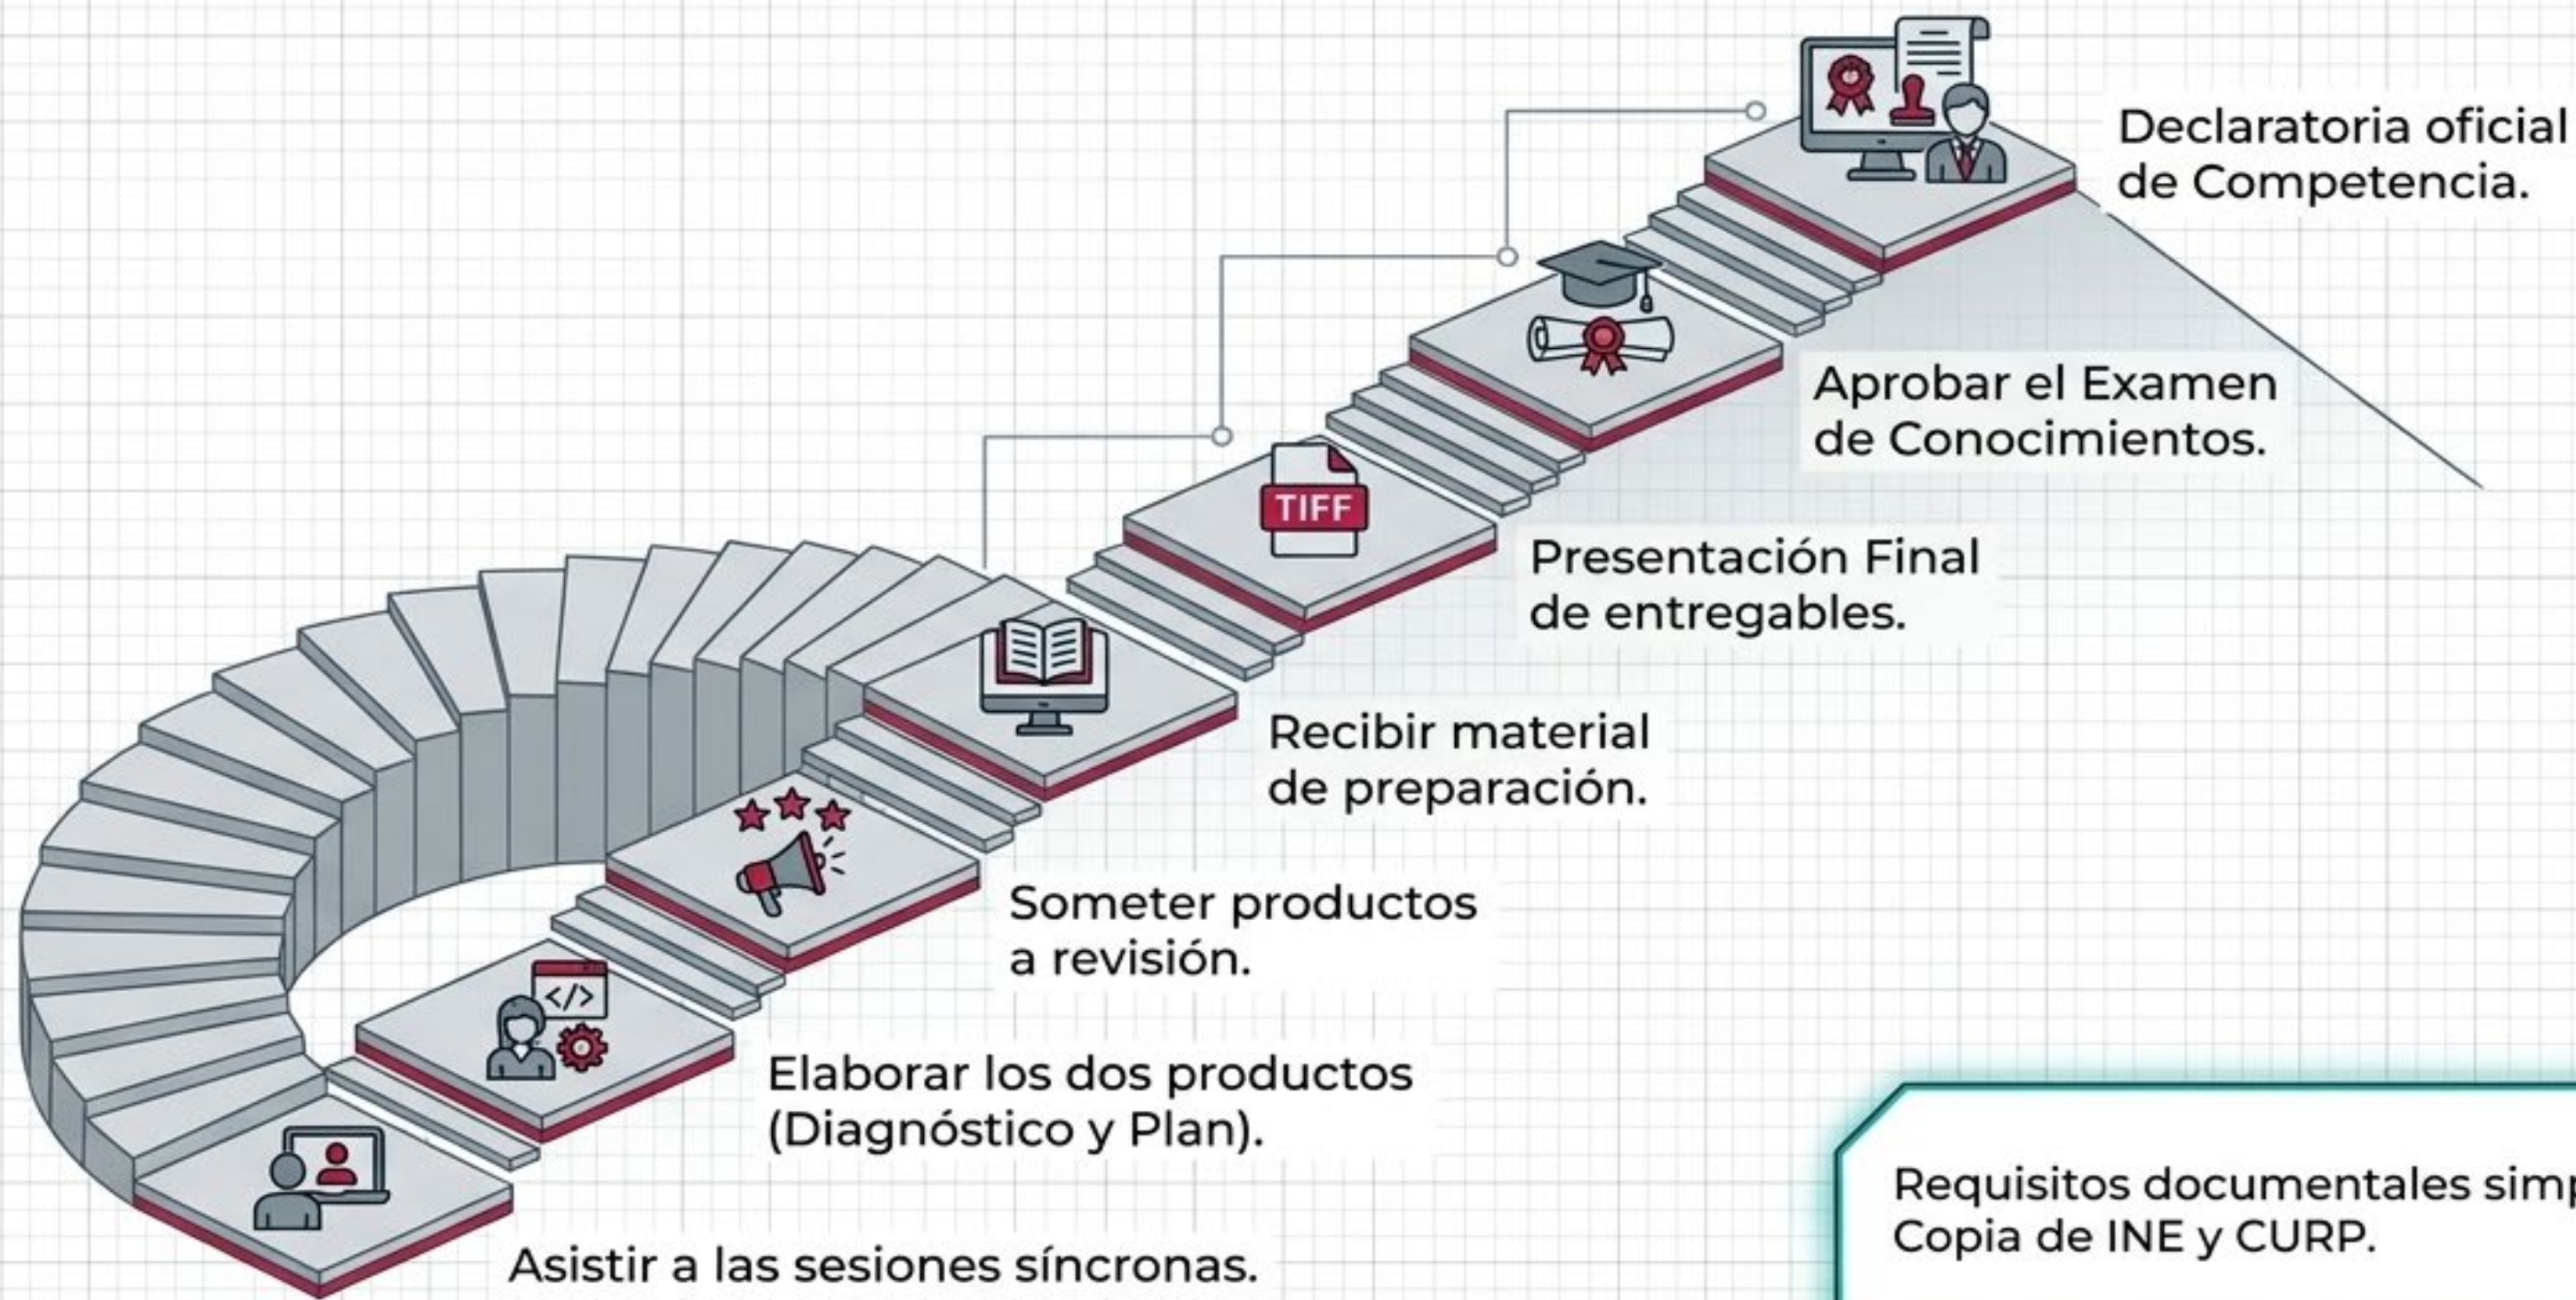 Declaratoria oficial
de Competencia.
Aprobar el Examen
de Conocimientos.
TIFF
Presentación Final
de entregables.
Recibir material
de preparación.
Someter productos
a revisión.
</>
Elaborar los dos productos
(Diagnóstico y Plan).
Asistir a las sesiones síncronas.
Requisitos documentales
Copia de INE y CURP.